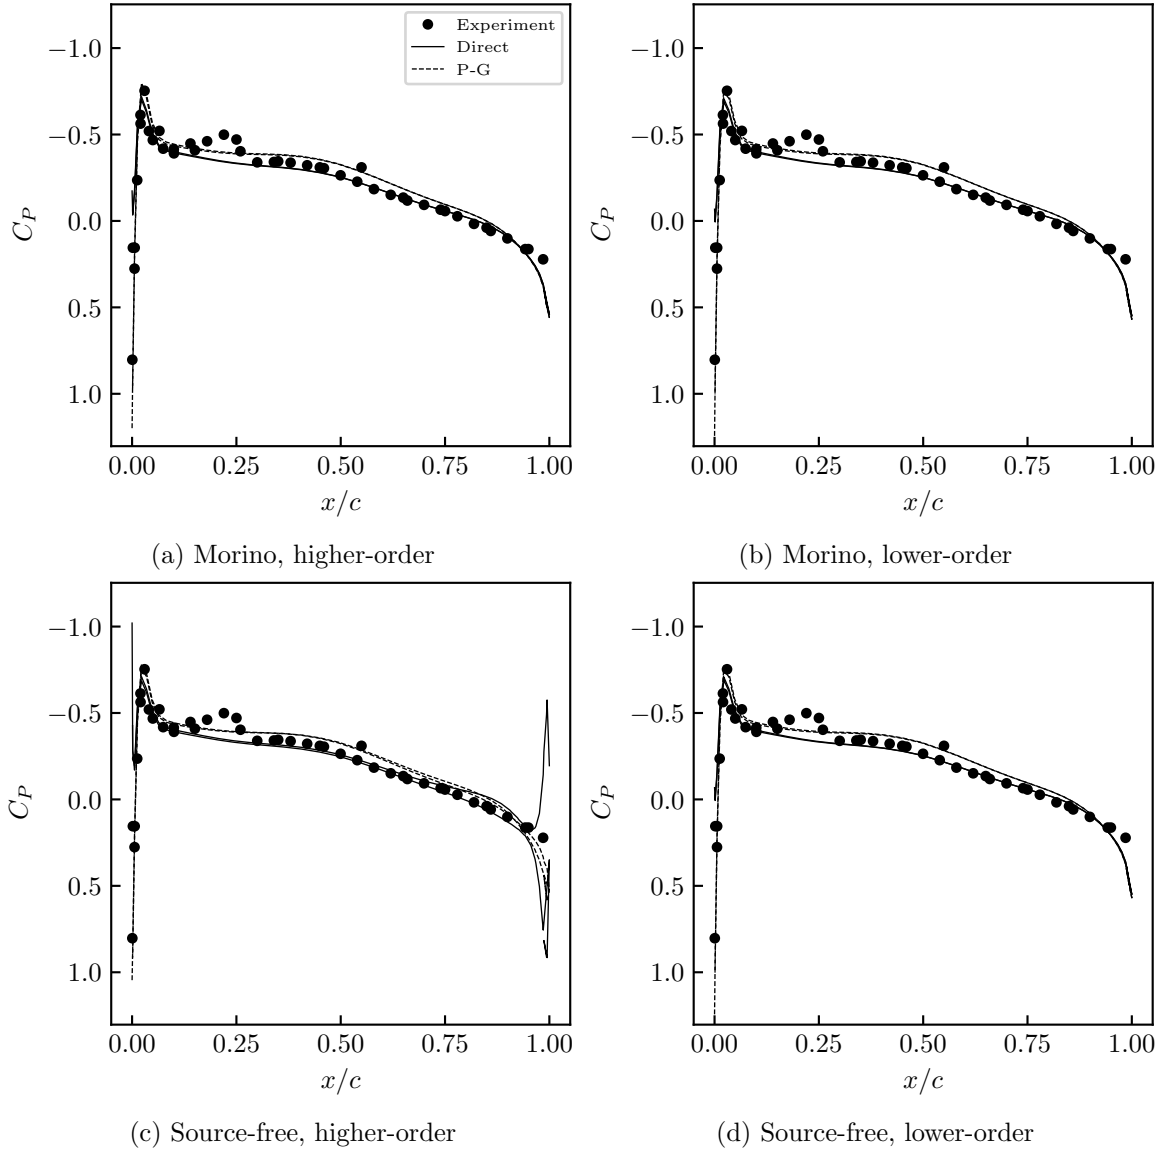 −1.0
−0.5
0.0
0.5
1.0
C_P
0.00 0.25 0.50 0.75 1.00
x/c
Experiment
Direct
P-G
(a) Morino, higher-order
−1.0
−0.5
0.0
0.5
1.0
C_P
0.00 0.25 0.50 0.75 1.00
x/c
(b) Morino, lower-order
−1.0
−0.5
0.0
0.5
1.0
C_P
0.00 0.25 0.50 0.75 1.00
x/c
(c) Source-free, higher-order
−1.0
−0.5
0.0
0.5
1.0
C_P
0.00 0.25 0.50 0.75 1.00
x/c
(d) Source-free, lower-order